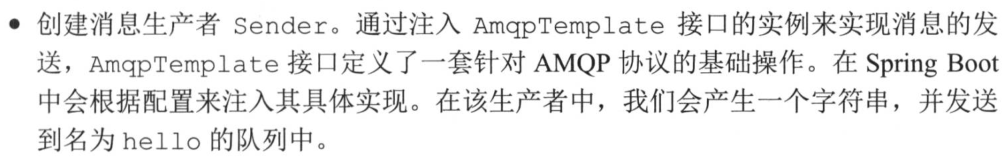 ● 创建消息生产者 Sender。通过注入 AmqpTemplate 接口的实例来实现消息的发
送，AmqpTemplate 接口定义了一套针对 AMQP 协议的基础操作。在 Spring Boot
中会根据配置来注入其具体实现。在该生产者中，我们会产生一个字符串，并发送
到名为 hello 的队列中。